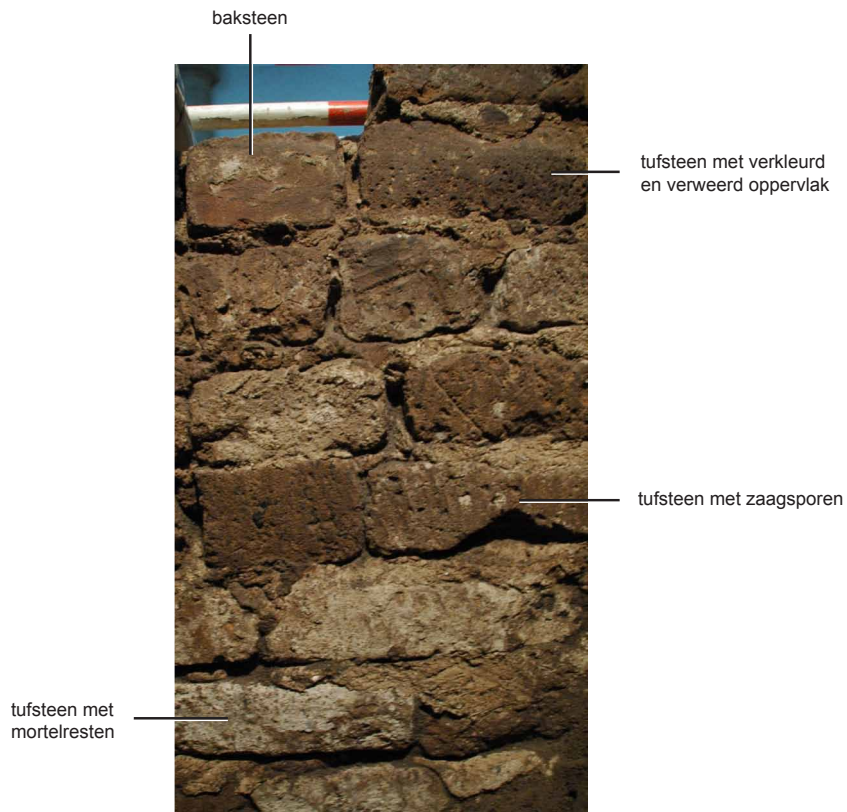 baksteen
tufsteen met verkleurd
en verweerd oppervlak
tufsteen met zaagsporen
tufsteen met
mortelresten